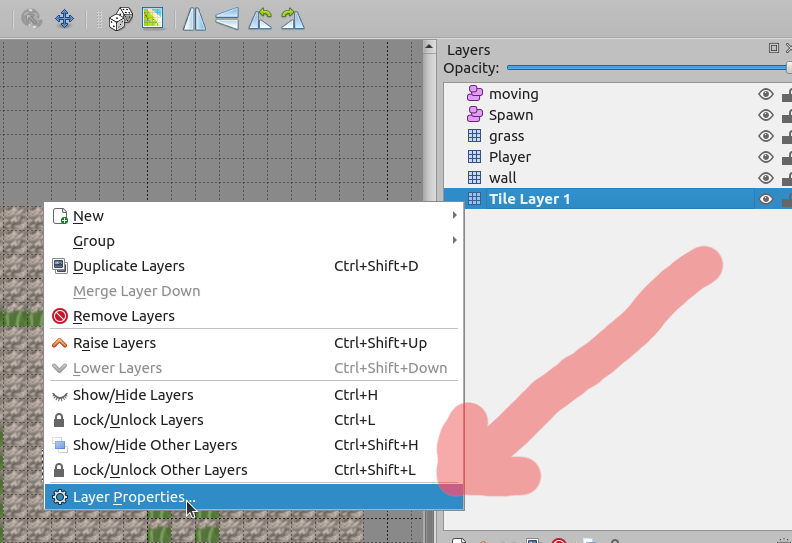 Layers
Opacity:
moving
Spawn
grass
Player
wall
Tile Layer 1
New
Group
Duplicate Layers Ctrl+Shift+D
Merge Layer Down
Remove Layers
Raise Layers Ctrl+Shift+Up
Lower Layers Ctrl+Shift+Down
Show/Hide Layers Ctrl+H
Lock/Unlock Layers Ctrl+L
Show/Hide Other Layers Ctrl+Shift+H
Lock/Unlock Other Layers Ctrl+Shift+L
Layer Properties...